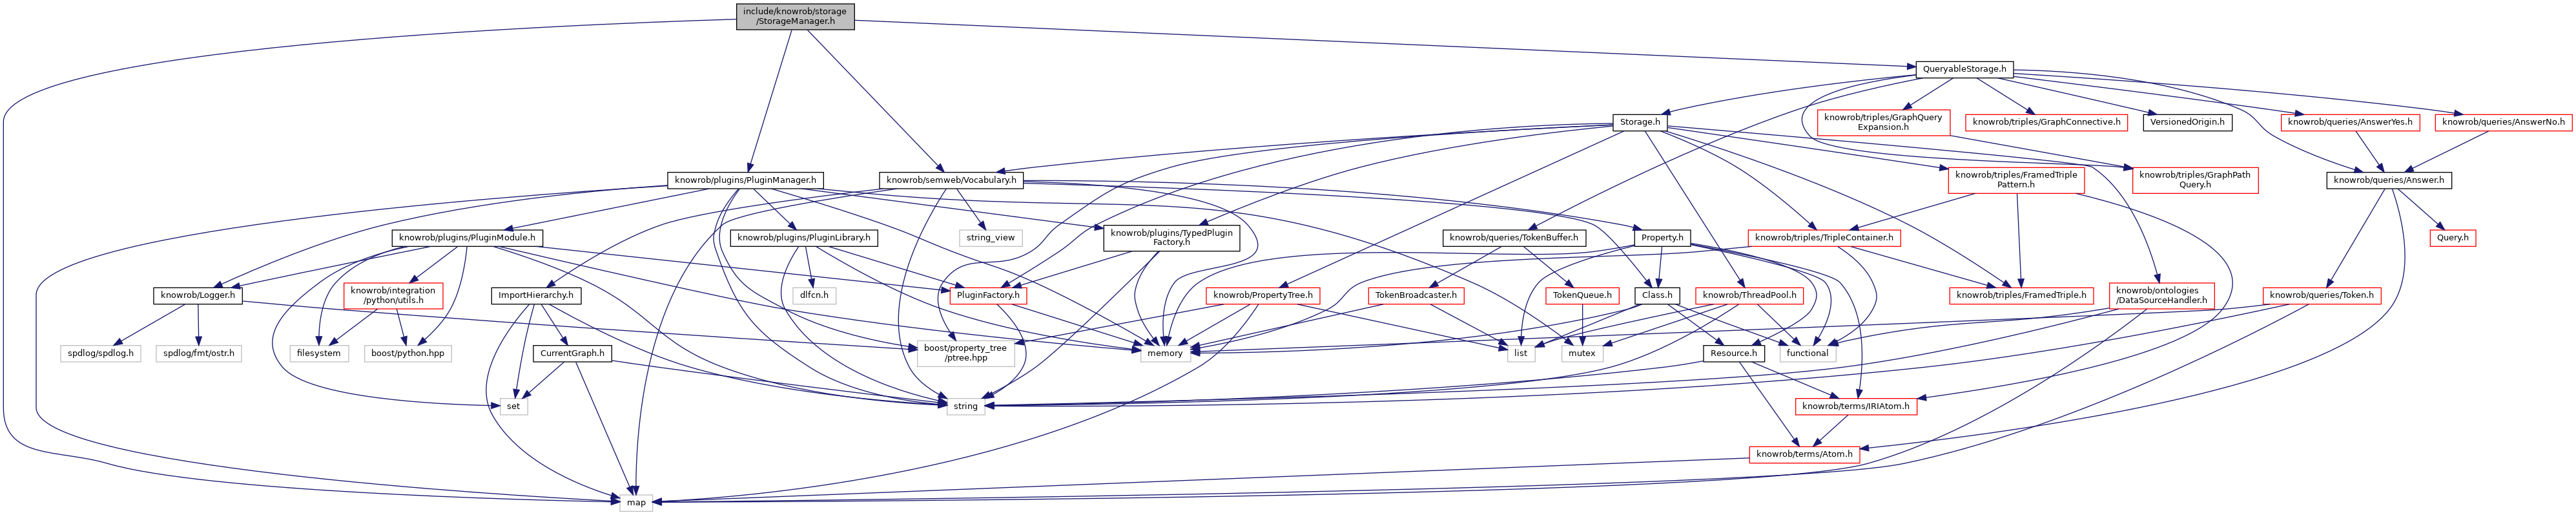 include/knowrob/storage
/StorageManager.h
QueryableStorage.h
Storage.h
knowrob/triples/GraphQuery
Expansion.h
knowrob/triples/GraphConnective.h
VersionedOrigin.h
knowrob/queries/AnswerYes.h
knowrob/queries/AnswerNo.h
knowrob/plugins/PluginManager.h
knowrob/semweb/Vocabulary.h
knowrob/triples/FramedTriple
Pattern.h
knowrob/triples/GraphPath
Query.h
knowrob/queries/Answer.h
knowrob/plugins/PluginModule.h
knowrob/plugins/PluginLibrary.h
string_view
knowrob/plugins/TypedPlugin
Factory.h
knowrob/queries/TokenBuffer.h
Property.h
knowrob/triples/TripleContainer.h
Query.h
knowrob/Logger.h
knowrob/integration
/python/utils.h
ImportHierarchy.h
dlfcn.h
PluginFactory.h
knowrob/PropertyTree.h
TokenBroadcaster.h
TokenQueue.h
Class.h
knowrob/ThreadPool.h
knowrob/triples/FramedTriple.h
knowrob/ontologies
/DataSourceHandler.h
knowrob/queries/Token.h
spdlog/spdlog.h
spdlog/fmt/ostr.h
filesystem
boost/python.hpp
CurrentGraph.h
boost/property_tree
/ptree.hpp
memory
list
mutex
Resource.h
functional
set
string
knowrob/terms/IRIAtom.h
knowrob/terms/Atom.h
map